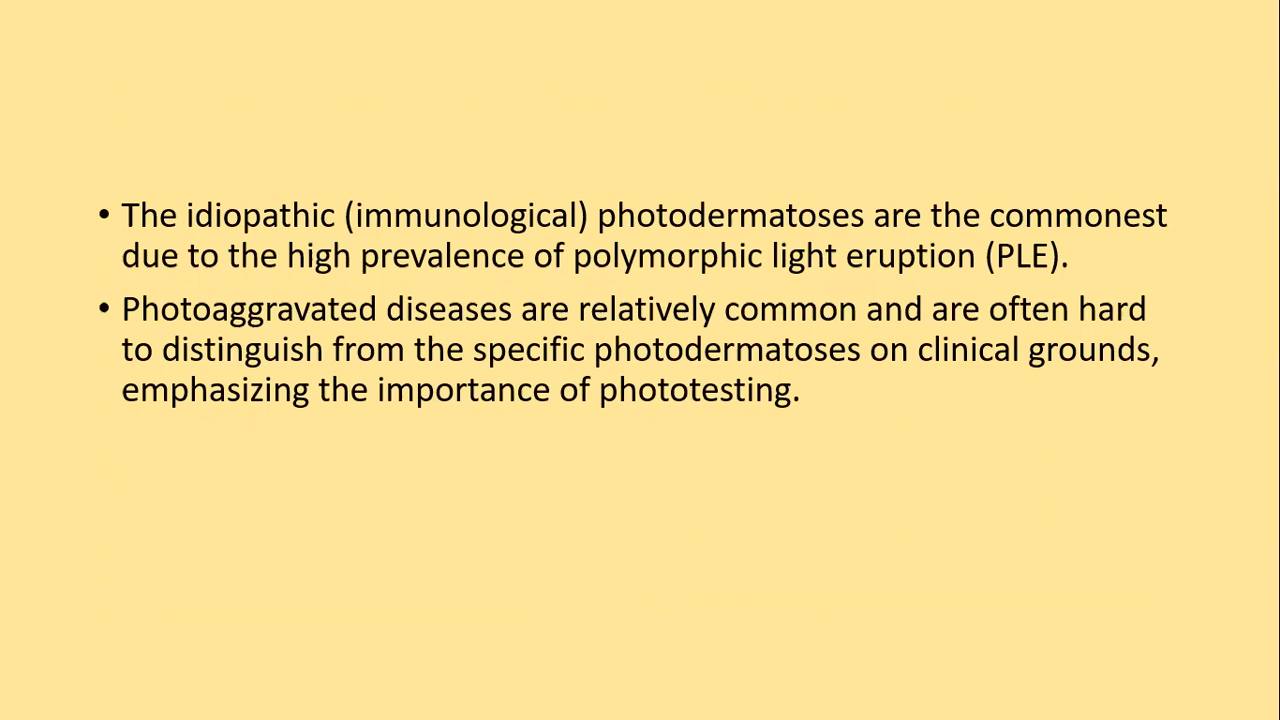 • The idiopathic (immunological) photodermatoses are the commonest
due to the high prevalence of polymorphic light eruption (PLE).
• Photoaggravated diseases are relatively common and are often hard
to distinguish from the specific photodermatoses on clinical grounds,
emphasizing the importance of phototesting.